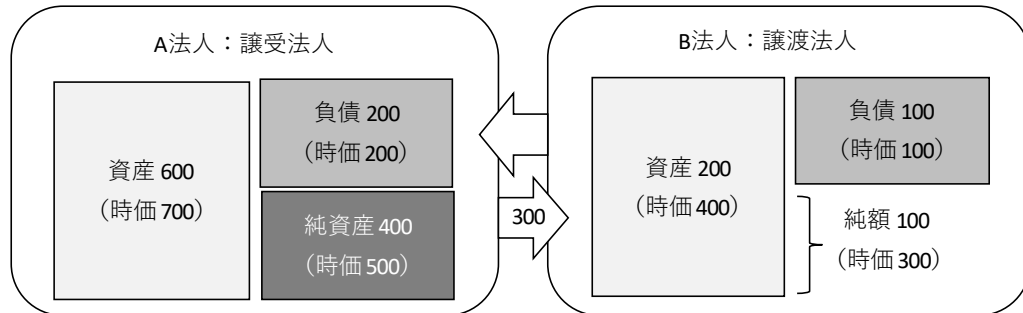 A法人：譲受法人
資産 600
（時価 700）
負債 200
（時価 200）
純資産 400
（時価 500）
300
B法人：譲渡法人
資産 200
（時価 400）
負債 100
（時価 100）
純額 100
（時価 300）